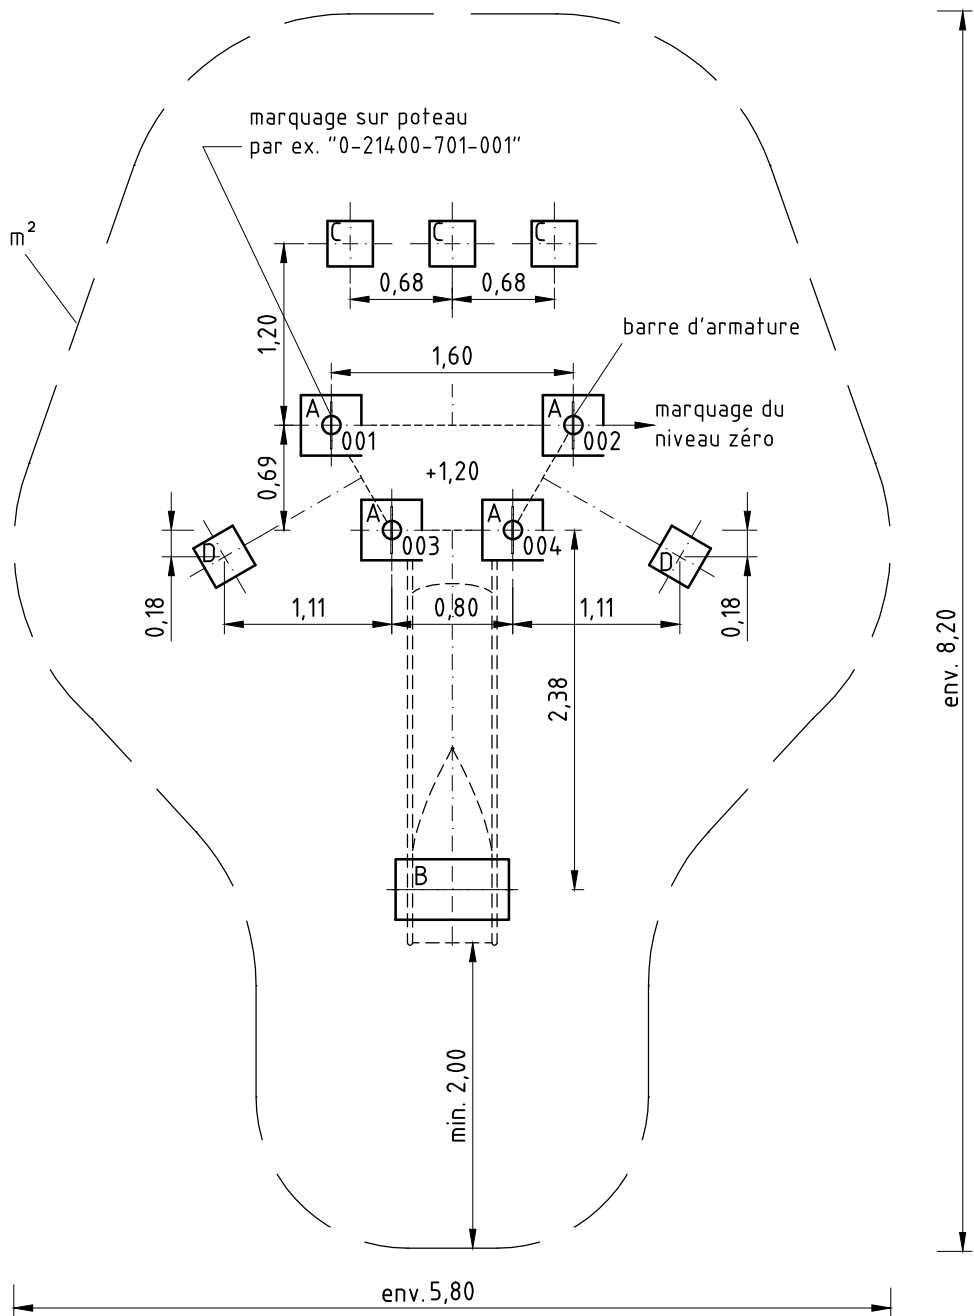 marquage sur poteau
par ex. "0-21400-701-001"
m²
C C C
0,68 0,68
1,20
barre d'armature
1,60
A A
001 002
marquage du
niveau zéro
0,69
+1,20
A A
003 004
D D
0,18 1,11 0,80 1,11 0,18
2,38
env. 8,20
B
min. 2,00
env. 5,80